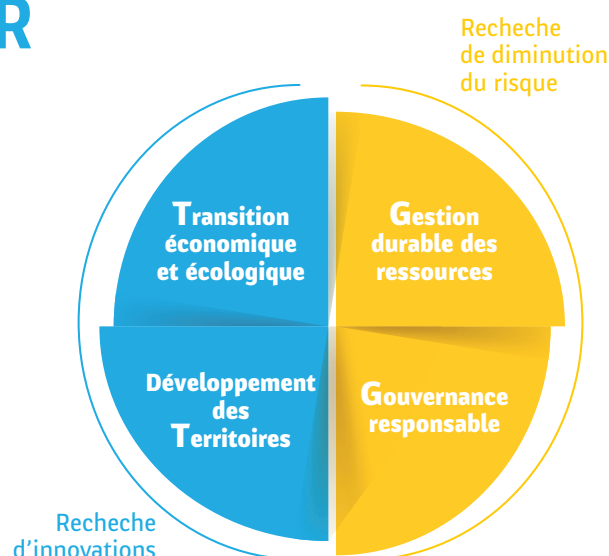 R
Recheche
de diminution
du risque
Transition
économique
et écologique
Gestion
durable des
ressources
Développement
des
Territoires
Gouvernance
responsable
Recheche
d'innovations